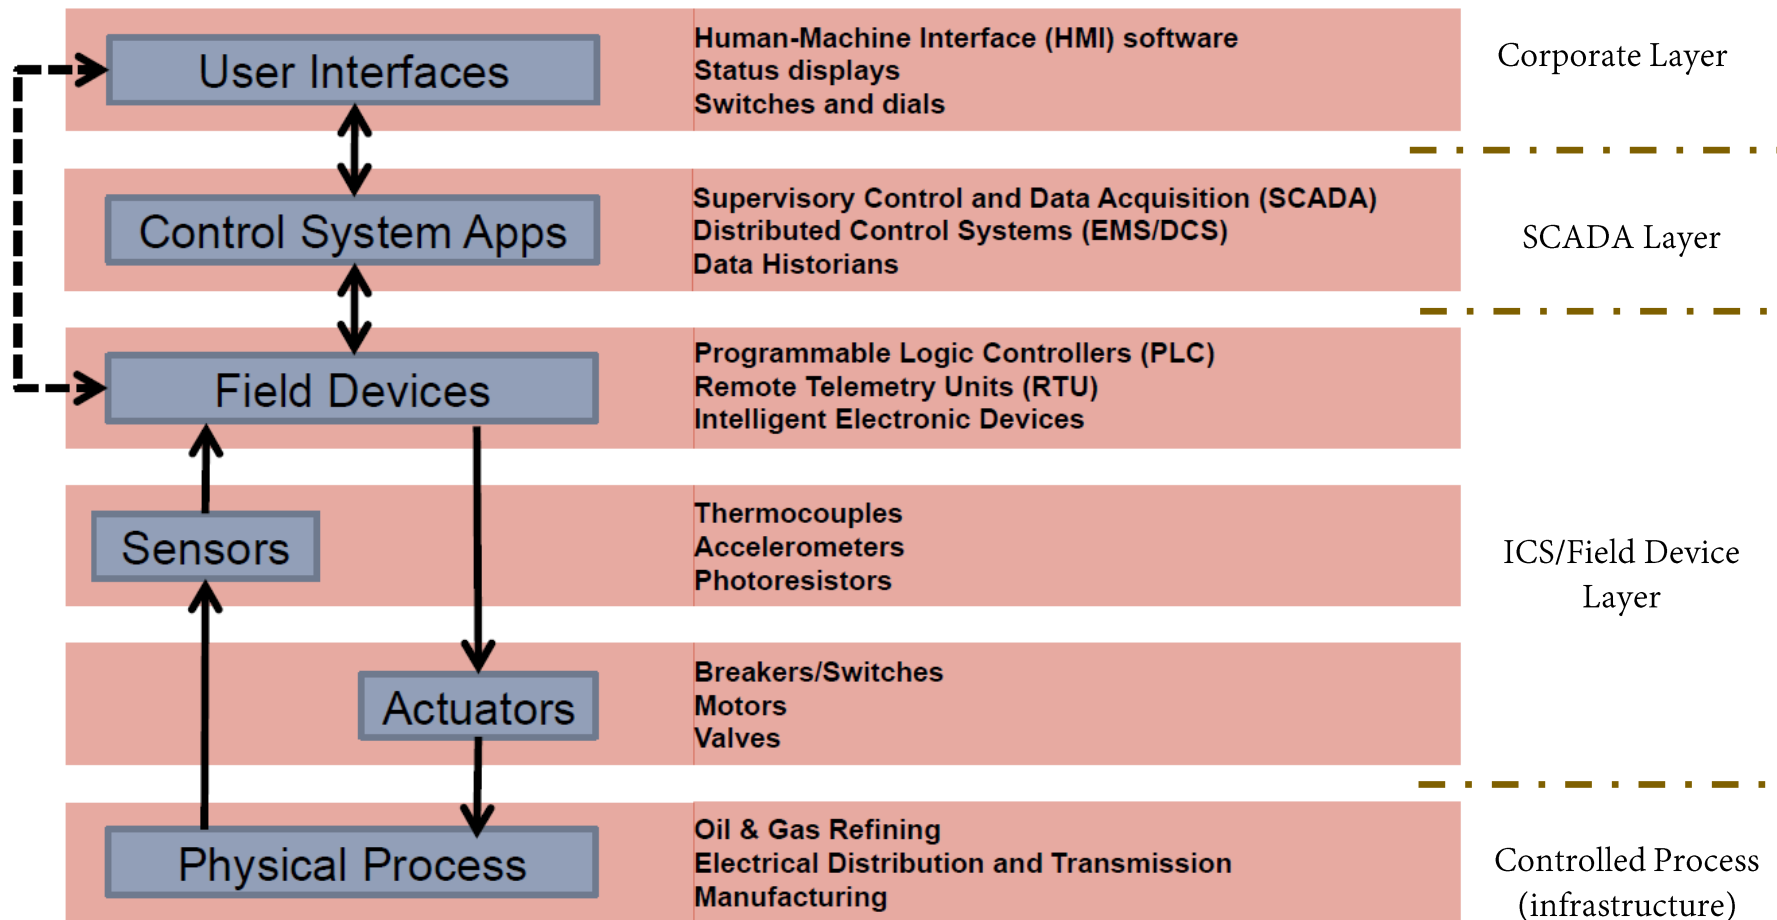 User Interfaces
Human-Machine Interface (HMI) software
Status displays
Switches and dials
Corporate Layer
Control System Apps
Supervisory Control and Data Acquisition (SCADA)
Distributed Control Systems (EMS/DCS)
Data Historians
SCADA Layer
Field Devices
Programmable Logic Controllers (PLC)
Remote Telemetry Units (RTU)
Intelligent Electronic Devices
Sensors
Thermocouples
Accelerometers
Photoresistors
ICS/Field Device
Layer
Actuators
Breakers/Switches
Motors
Valves
Physical Process
Oil & Gas Refining
Electrical Distribution and Transmission
Manufacturing
Controlled Process
(infrastructure)